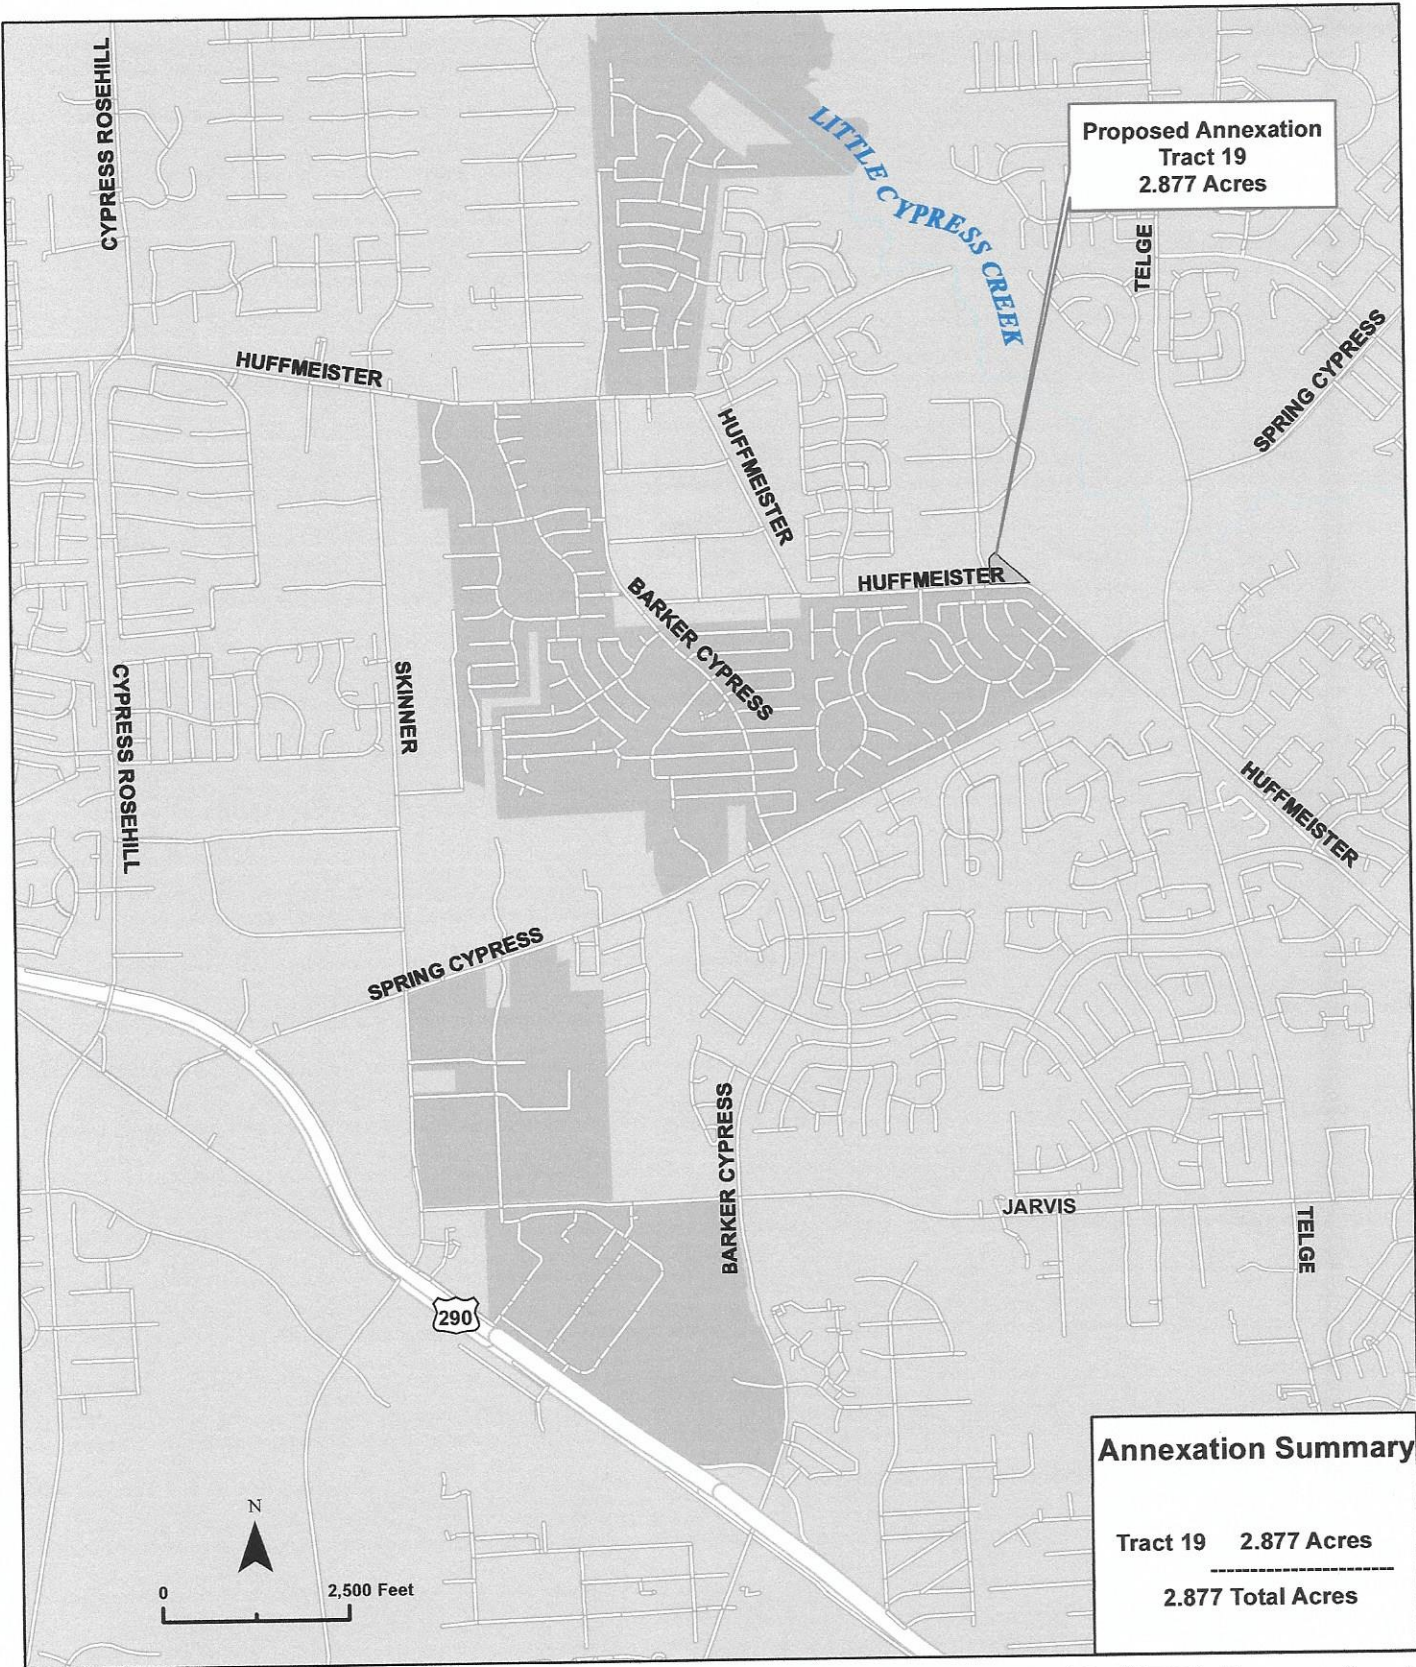 CYPRESS ROSEHILL
LITTLE CYPRESS CREEK
Proposed Annexation
Tract 19
2.877 Acres
TELGE
SPRING CYPRESS
HUFFMEISTER
HUFFMEISTER
HUFFMEISTER
BARKER CYPRESS
CYPRESS ROSEHILL
SKINNER
HUFFMEISTER
SPRING CYPRESS
BARKER CYPRESS
JARVIS
TELGE
290
Annexation Summary
Tract 19 2.877 Acres
------------------------
2.877 Total Acres
N
0 2,500 Feet